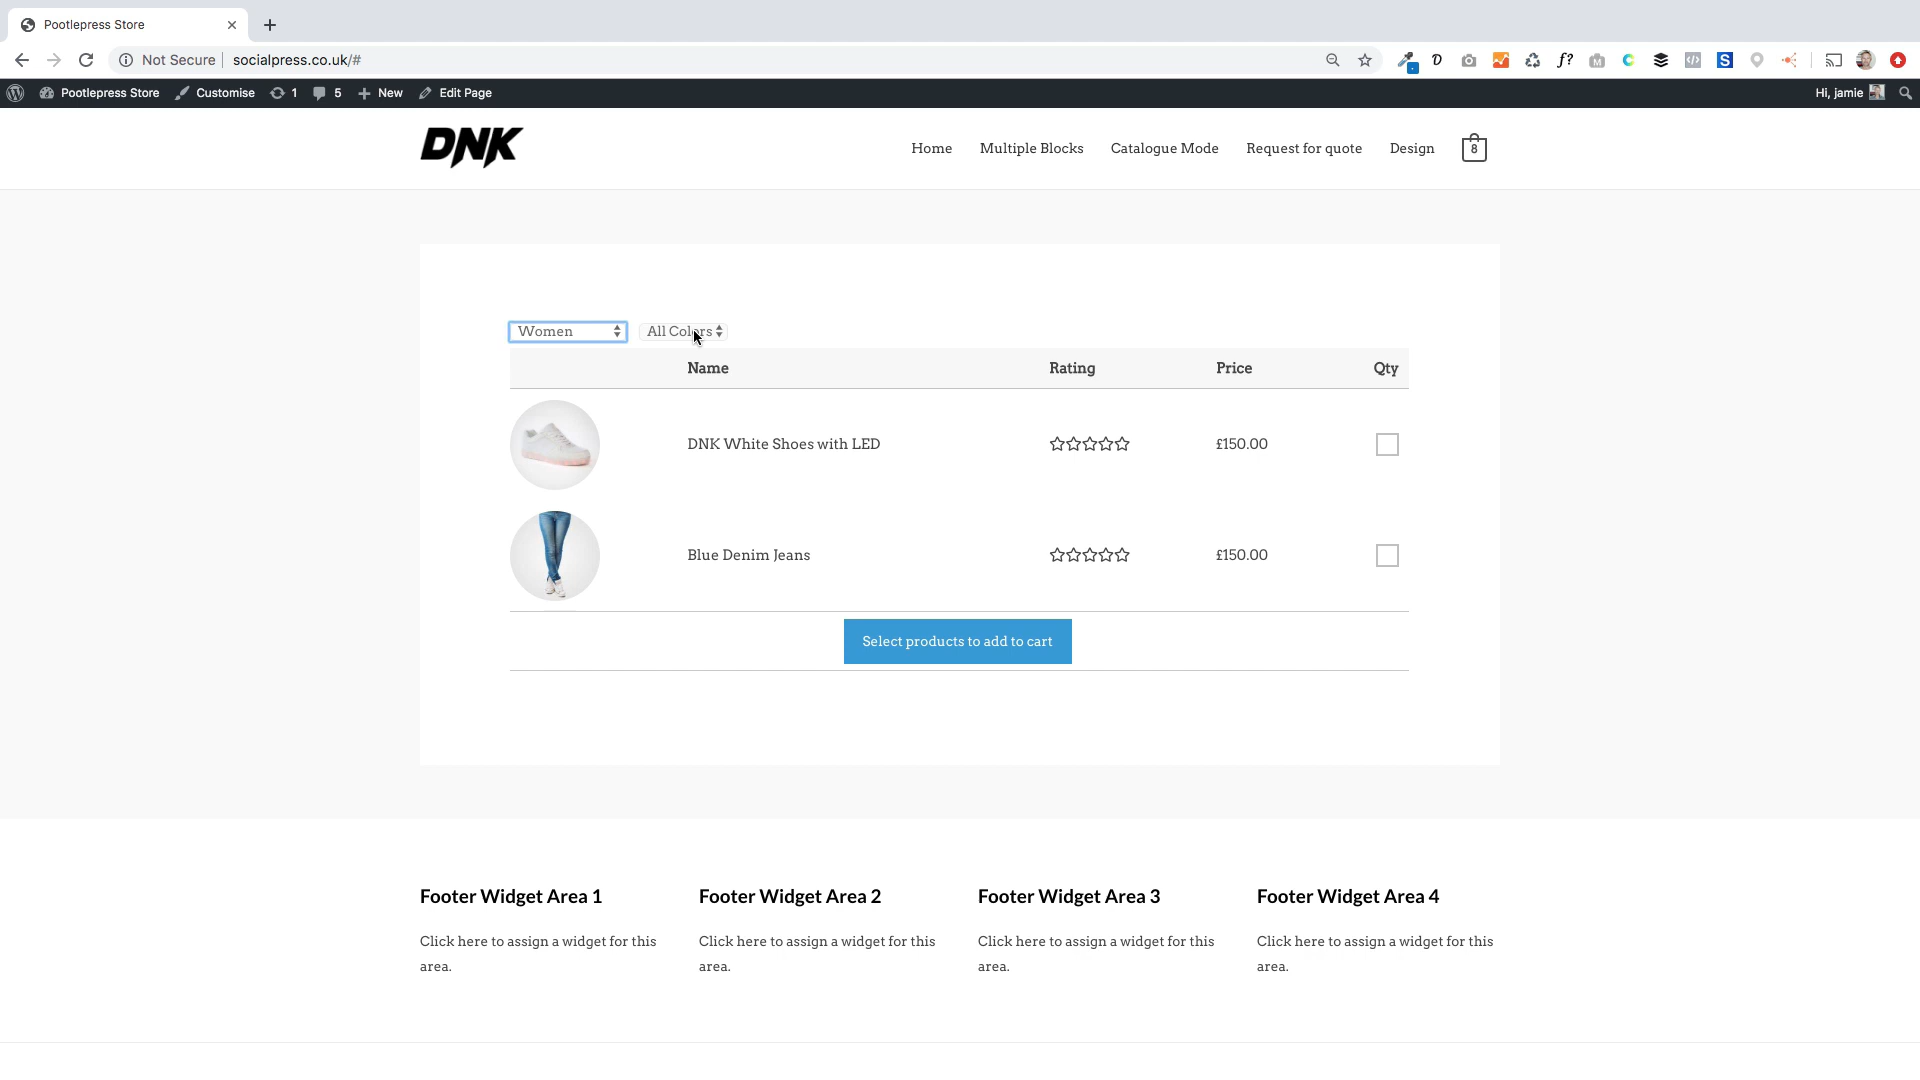 Pootlepress Store
Not Secure socialpress.co.uk/#
Pootlepress Store Customise 1 5 New Edit Page Hi, jamie
DNK Home Multiple Blocks Catalogue Mode Request for quote Design 8
Women All Colors
Name Rating Price Qty
DNK White Shoes with LED £150.00
Blue Denim Jeans £150.00
Select products to add to cart
Footer Widget Area 1
Click here to assign a widget for this
area.
Footer Widget Area 2
Click here to assign a widget for this
area.
Footer Widget Area 3
Click here to assign a widget for this
area.
Footer Widget Area 4
Click here to assign a widget for this
area.